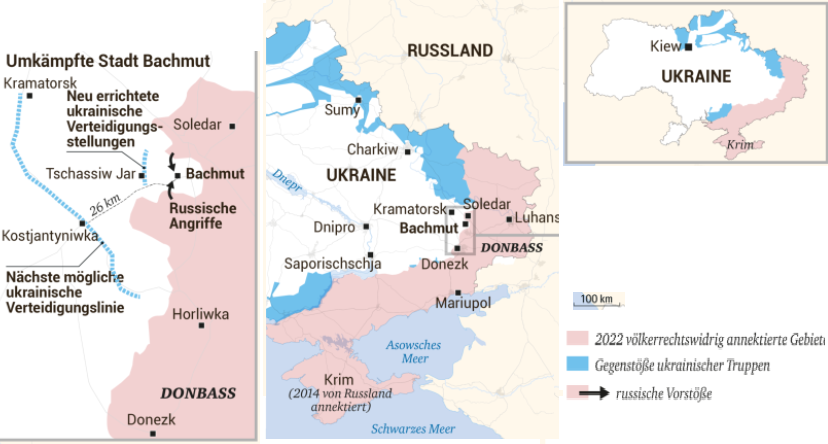 Umkämpfte Stadt Bachmut
Kramatorsk
Neu errichtete
ukrainische
Verteidigungs-
stellungen
Soledar
Tschassiw Jar
Bachmut
26 km
Russische
Angriffe
Kostjantyniwka
Nächste mögliche
ukrainische
Verteidigungslinie
Horliwka
DONBASS
Donezk
RUSSLAND
Sumy
Charkiw
UKRAINE
Dnepr
Kramatorsk
Soledar
Luhans
Dnipro
Bachmut
DONBASS
Saporischschja
Donezk
Mariupol
Asowsches
Meer
Krim
(2014 von Russland
annektiert)
Schwarzes Meer
Kiew
UKRAINE
Krim
100 km
2022 völkerrechtswidrig annektierte Gebiet
Gegenstöße ukrainischer Truppen
russische Vorstöße